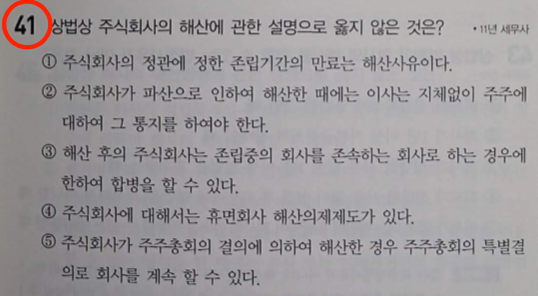 41 상법상 주식회사의 해산에 관한 설명으로 옳지 않은 것은? • 11년 세무사
① 주식회사의 정관에 정한 존립기간의 만료는 해산사유이다.
② 주식회사가 파산으로 인하여 해산한 때에는 이사는 지체없이 주주에
대하여 그 통지를 하여야 한다.
③ 해산 후의 주식회사는 존립중의 회사를 존속하는 회사로 하는 경우에
한하여 합병을 할 수 있다.
④ 주식회사에 대해서는 휴면회사 해산의제제도가 있다.
⑤ 주식회사가 주주총회의 결의에 의하여 해산한 경우 주주총회의 특별결
의로 회사를 계속 할 수 있다.